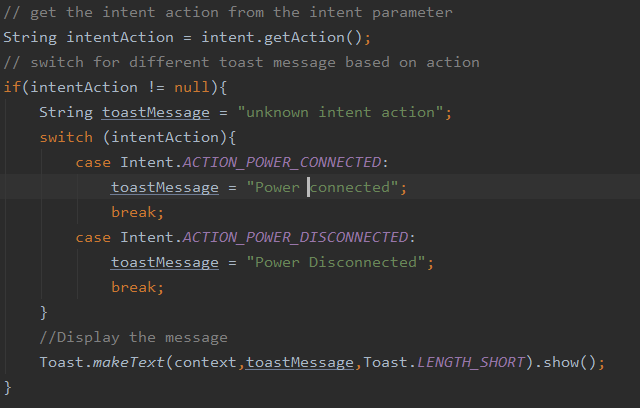 // get the intent action from the intent parameter
String intentAction = intent.getAction();
// switch for different toast message based on action
if(intentAction != null){
    String toastMessage = "unknown intent action";
    switch (intentAction){
        case Intent.ACTION_POWER_CONNECTED:
            toastMessage = "Power connected";
            break;
        case Intent.ACTION_POWER_DISCONNECTED:
            toastMessage = "Power Disconnected";
            break;
    }
    //Display the message
    Toast.makeText(context,toastMessage,Toast.LENGTH_SHORT).show();
}